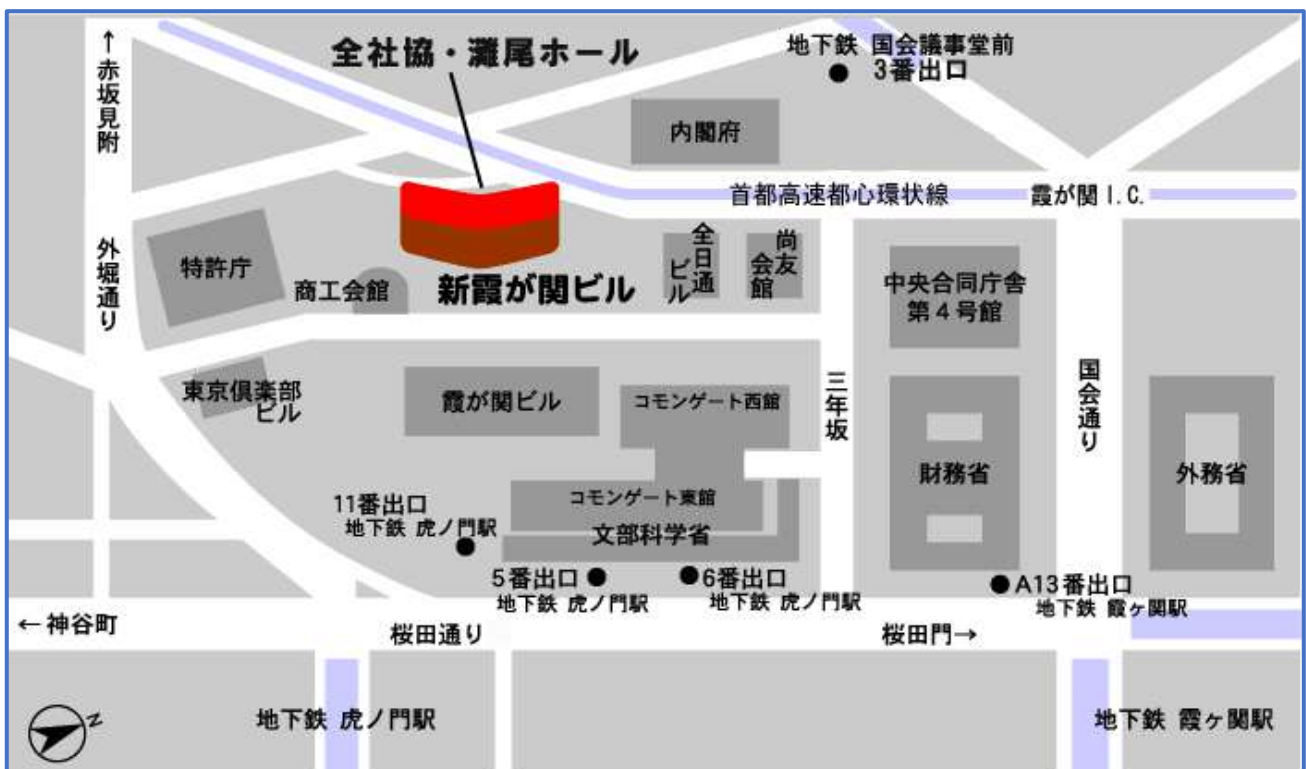 全社協・灘尾ホール
地下鉄 国会議事堂前
3番出口
↑赤坂見附
内閣府
首都高速都心環状線
霞が関 I.C.
外堀通り
特許庁
商工会館
新霞が関ビル
全日通
ビル
尚友
会館
中央合同庁舎
第4号館
東京倶楽部
ビル
霞が関ビル
コモンゲート西館
三年坂
国会通り
財務省
外務省
コモンゲート東館
文部科学省
11番出口
地下鉄 虎ノ門駅
5番出口
地下鉄 虎ノ門駅
6番出口
地下鉄 虎ノ門駅
A13番出口
地下鉄 霞ヶ関駅
←神谷町
桜田通り
桜田門→
N
地下鉄 虎ノ門駅
地下鉄 霞ヶ関駅